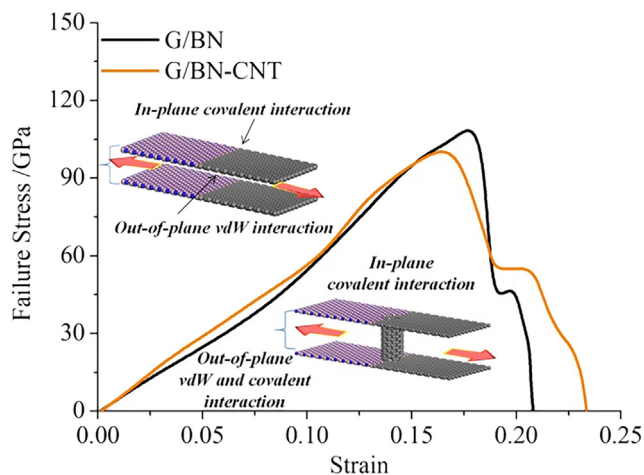 150
120
90
60
30
0
Failure Stress /GPa
G/BN
G/BN-CNT
In-plane covalent interaction
Out-of-plane vdW interaction
In-plane
covalent interaction
Out-of-plane
vdW and covalent
interaction
0.00
0.05
0.10
0.15
0.20
0.25
Strain